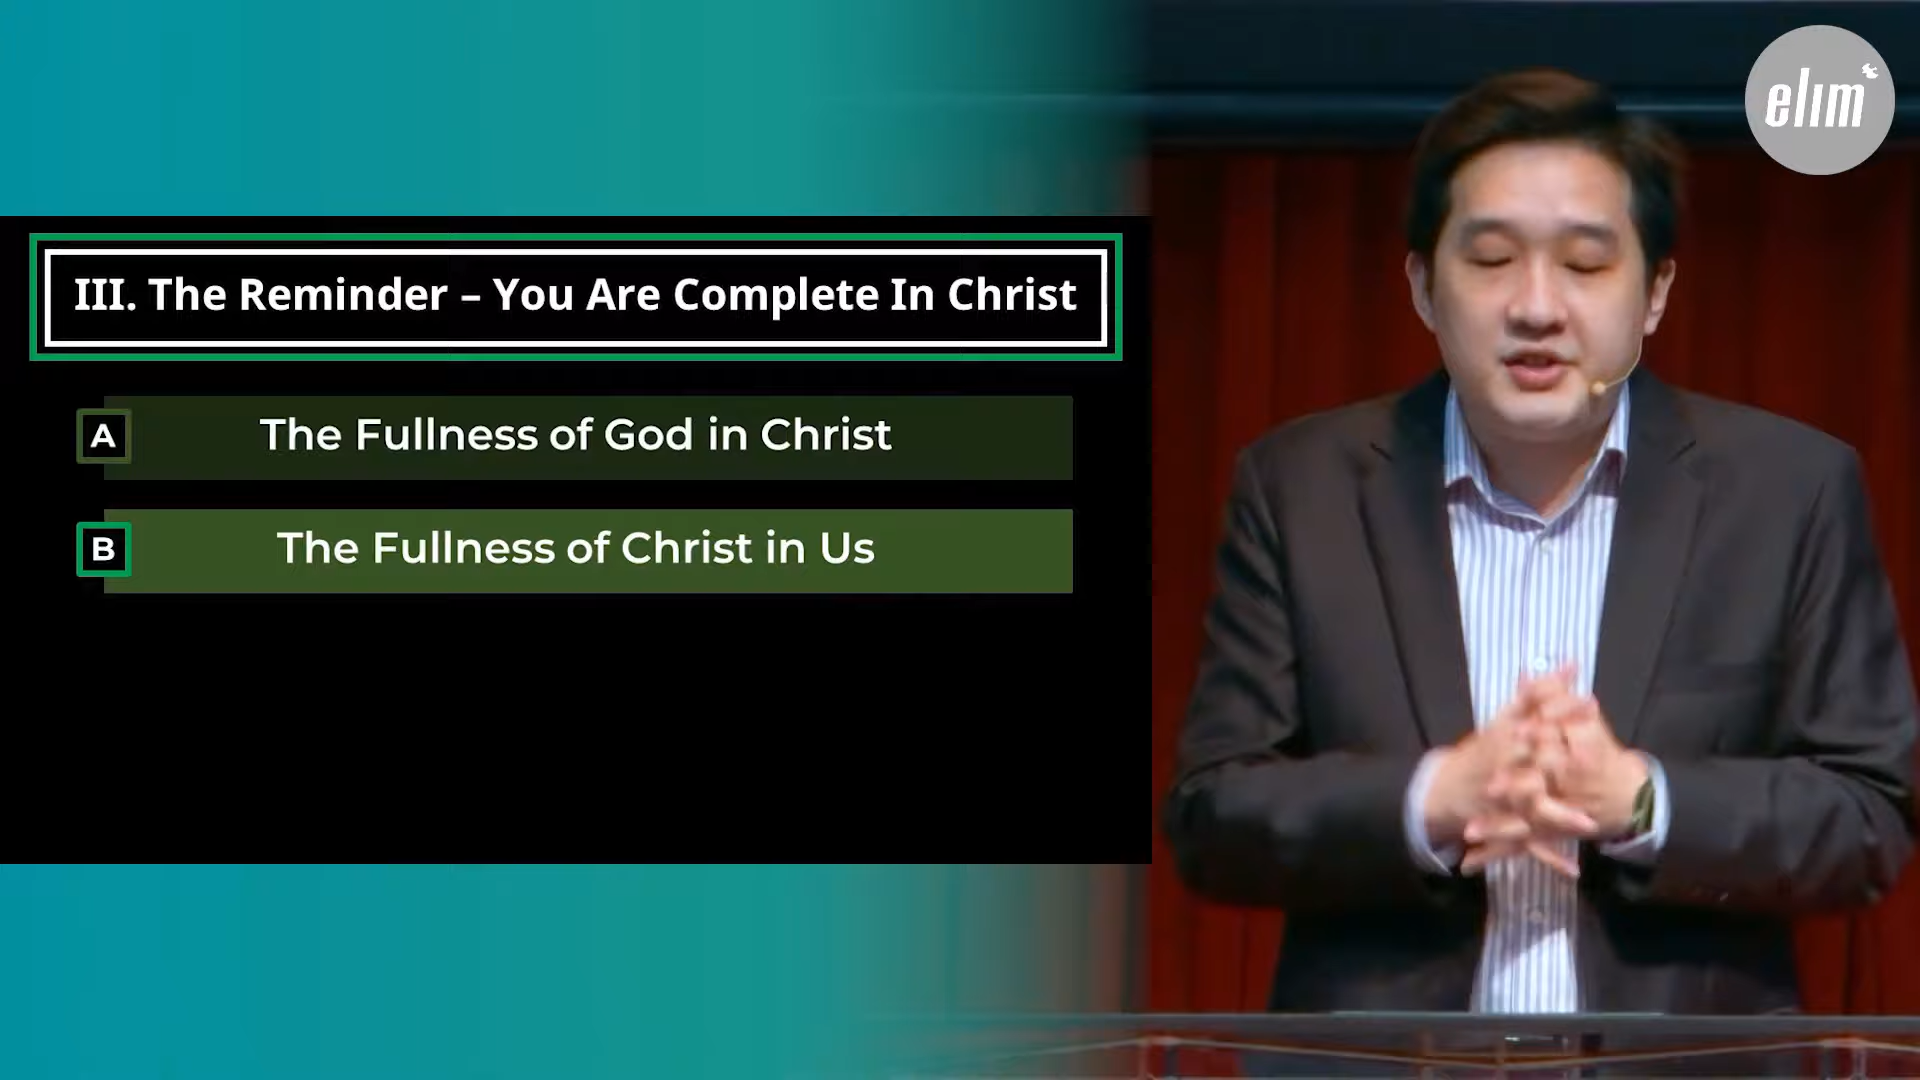 elim
III. The Reminder – You Are Complete In Christ
A The Fullness of God in Christ
B The Fullness of Christ in Us